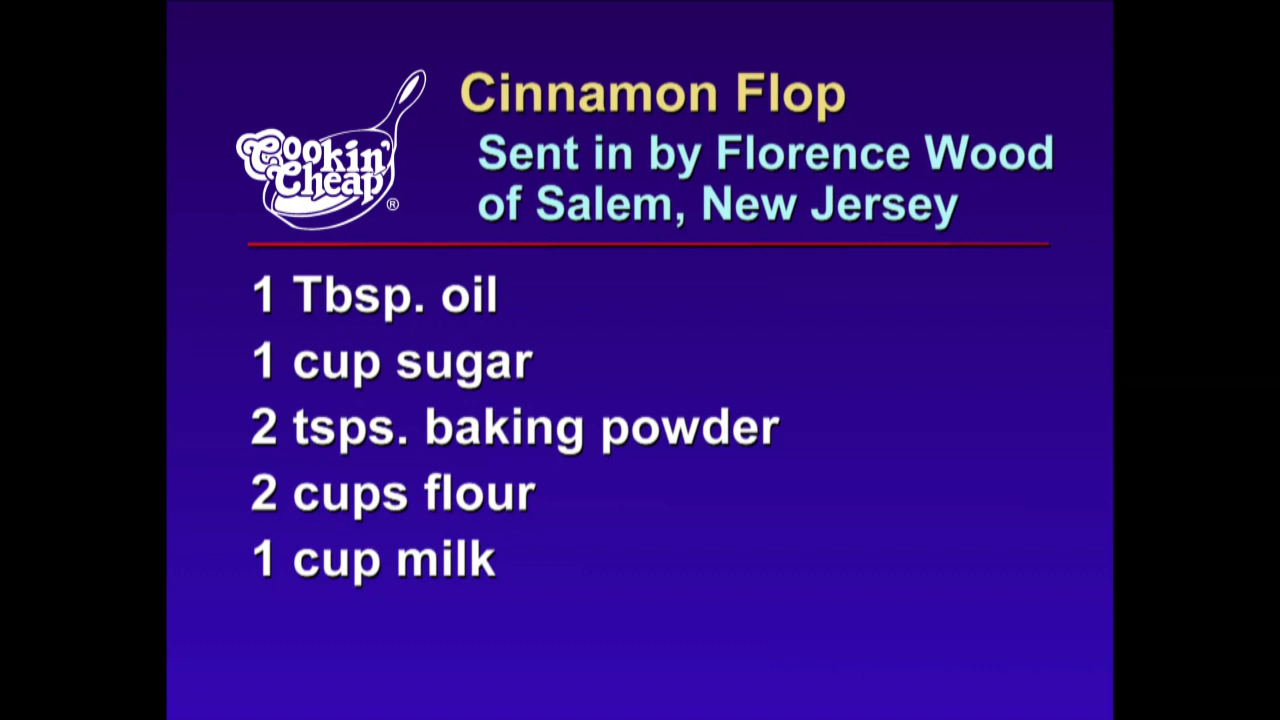 Cookin' Cheap ®
Cinnamon Flop
Sent in by Florence Wood
of Salem, New Jersey
1 Tbsp. oil
1 cup sugar
2 tsps. baking powder
2 cups flour
1 cup milk